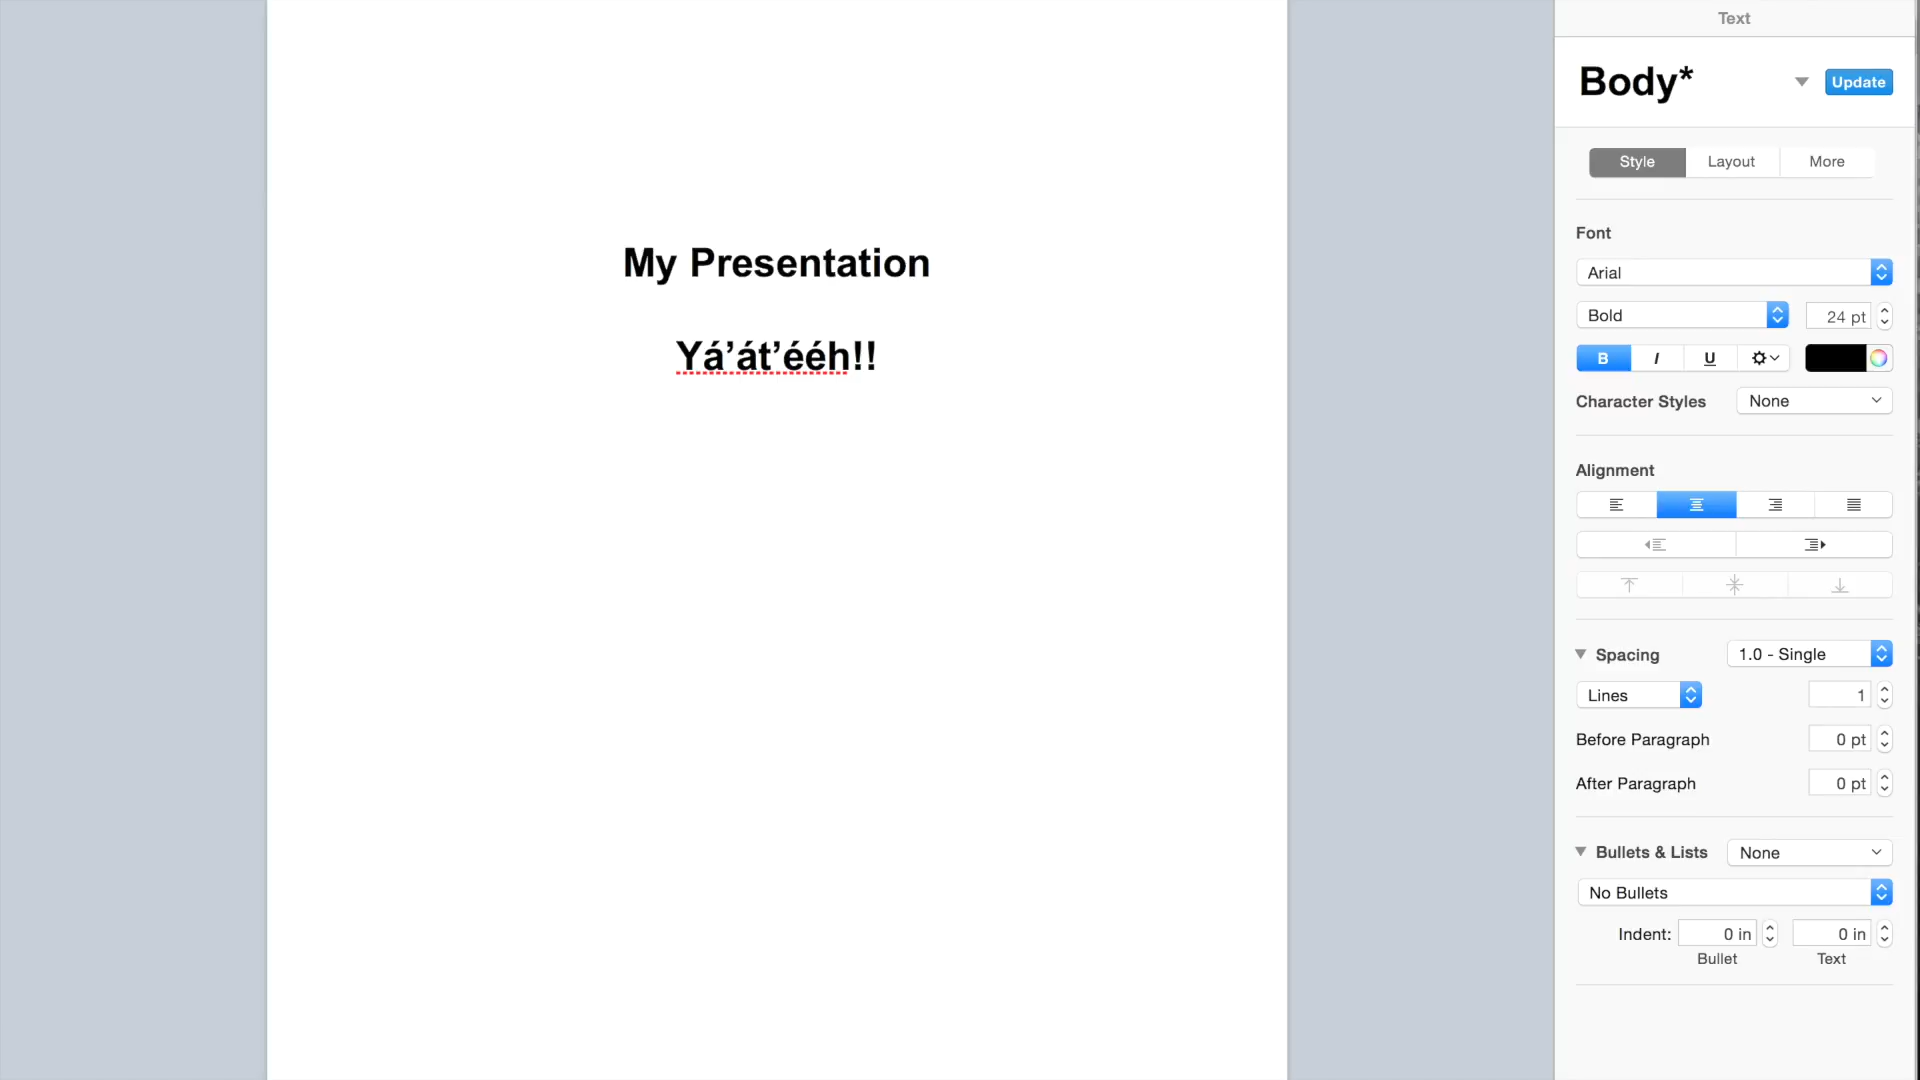 Text
Body*
Update
Style Layout More
Font
Arial
Bold 24 pt
B I U
Character Styles None
Alignment
Spacing 1.0 - Single
Lines 1
Before Paragraph 0 pt
After Paragraph 0 pt
Bullets & Lists None
No Bullets
Indent: 0 in 0 in
Bullet Text
My Presentation
Yá’át’ééh!!